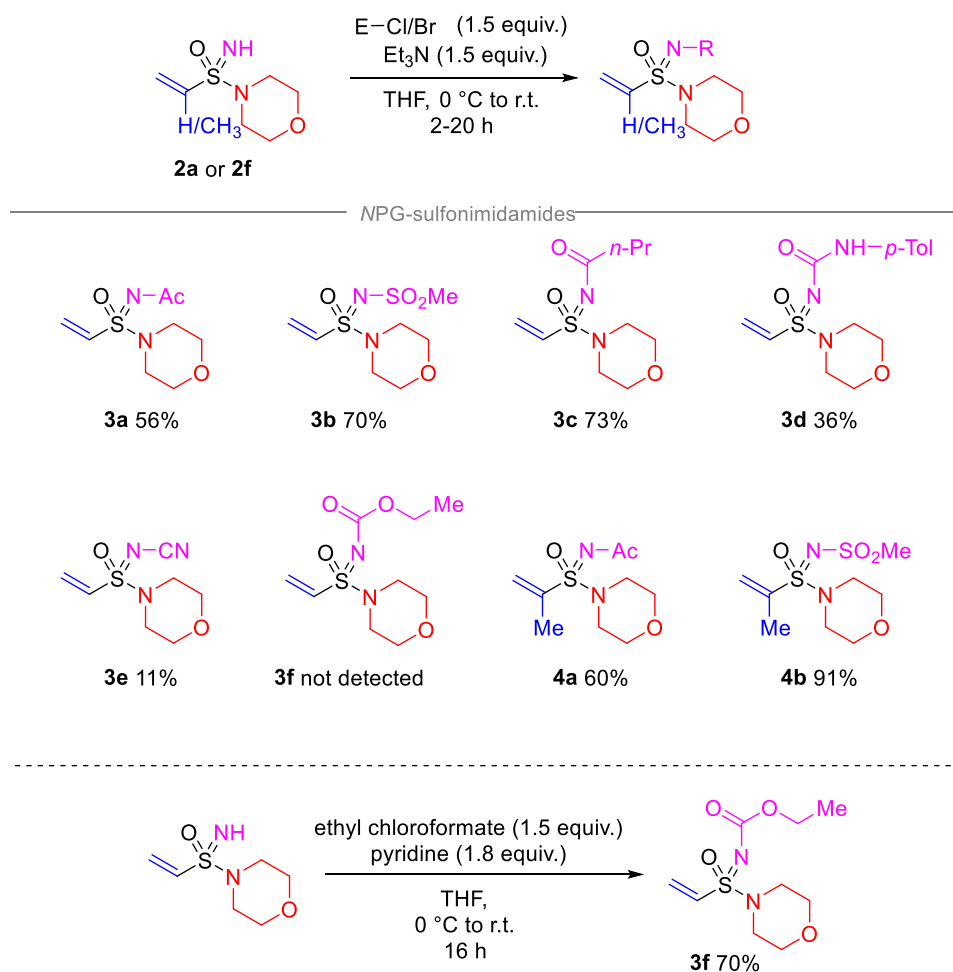 E–Cl/Br (1.5 equiv.)
Et3N (1.5 equiv.)
THF, 0 °C to r.t.
2-20 h
O NH
S
N
O
H/CH3
2a or 2f
O N–R
S
N
O
H/CH3
NPG-sulfonimidamides
O N–Ac
S
N
O
3a 56%
O N–SO2Me
S
N
O
3b 70%
O n-Pr
O N
S
N
O
3c 73%
O NH–p-Tol
O N
S
N
O
3d 36%
O N–CN
S
N
O
3e 11%
O O Me
O N
S
N
O
3f not detected
O N–Ac
S
N
Me O
4a 60%
O N–SO2Me
S
N
Me O
4b 91%
O NH
S
N
O
ethyl chloroformate (1.5 equiv.)
pyridine (1.8 equiv.)
THF,
0 °C to r.t.
16 h
O O Me
O N
S
N
O
3f 70%